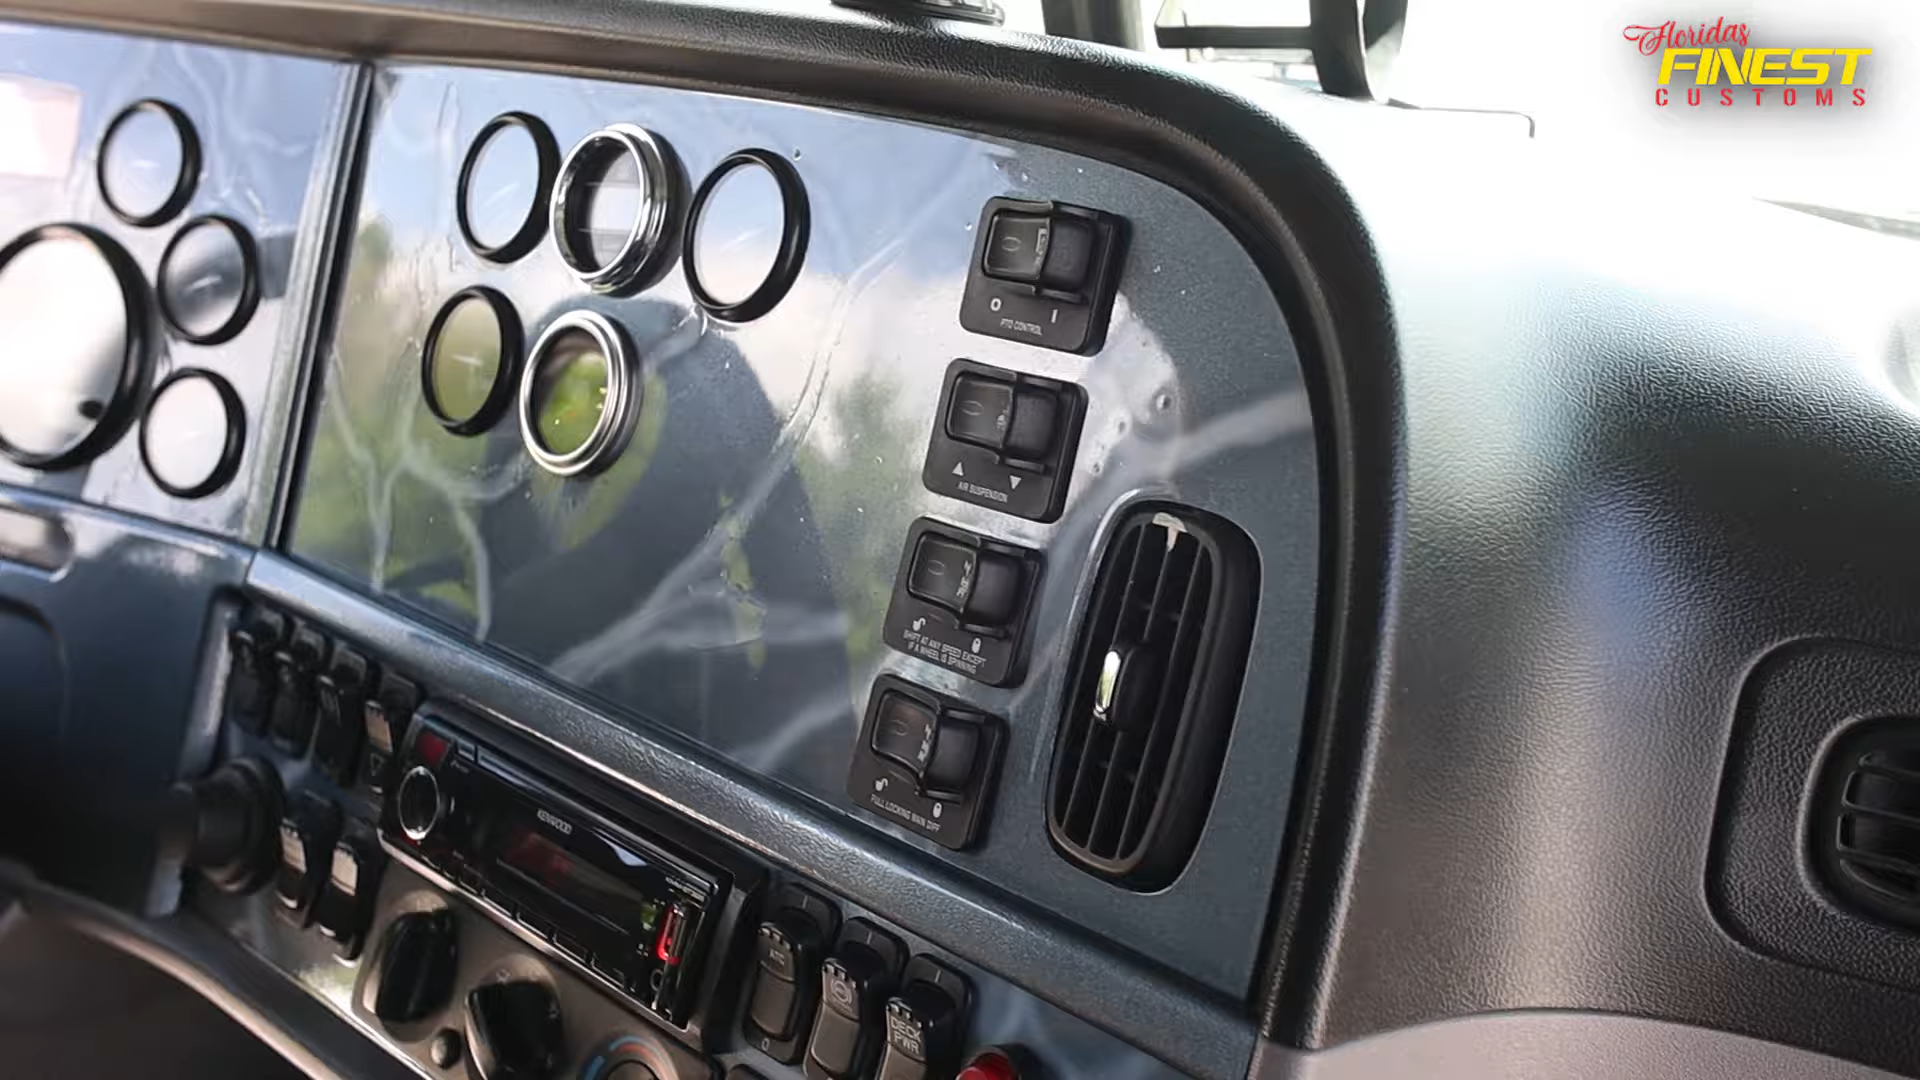 Floridas
FINEST
CUSTOMS
O I
PTO CONTROL
AIR SUSPENSION
SHIFT AT ANY SPEED EXCEPT
IF A WHEEL IS SPINNING
FULL LOCKING MAIN DIFF
KENWOOD
ATC
O
DECK
PWR